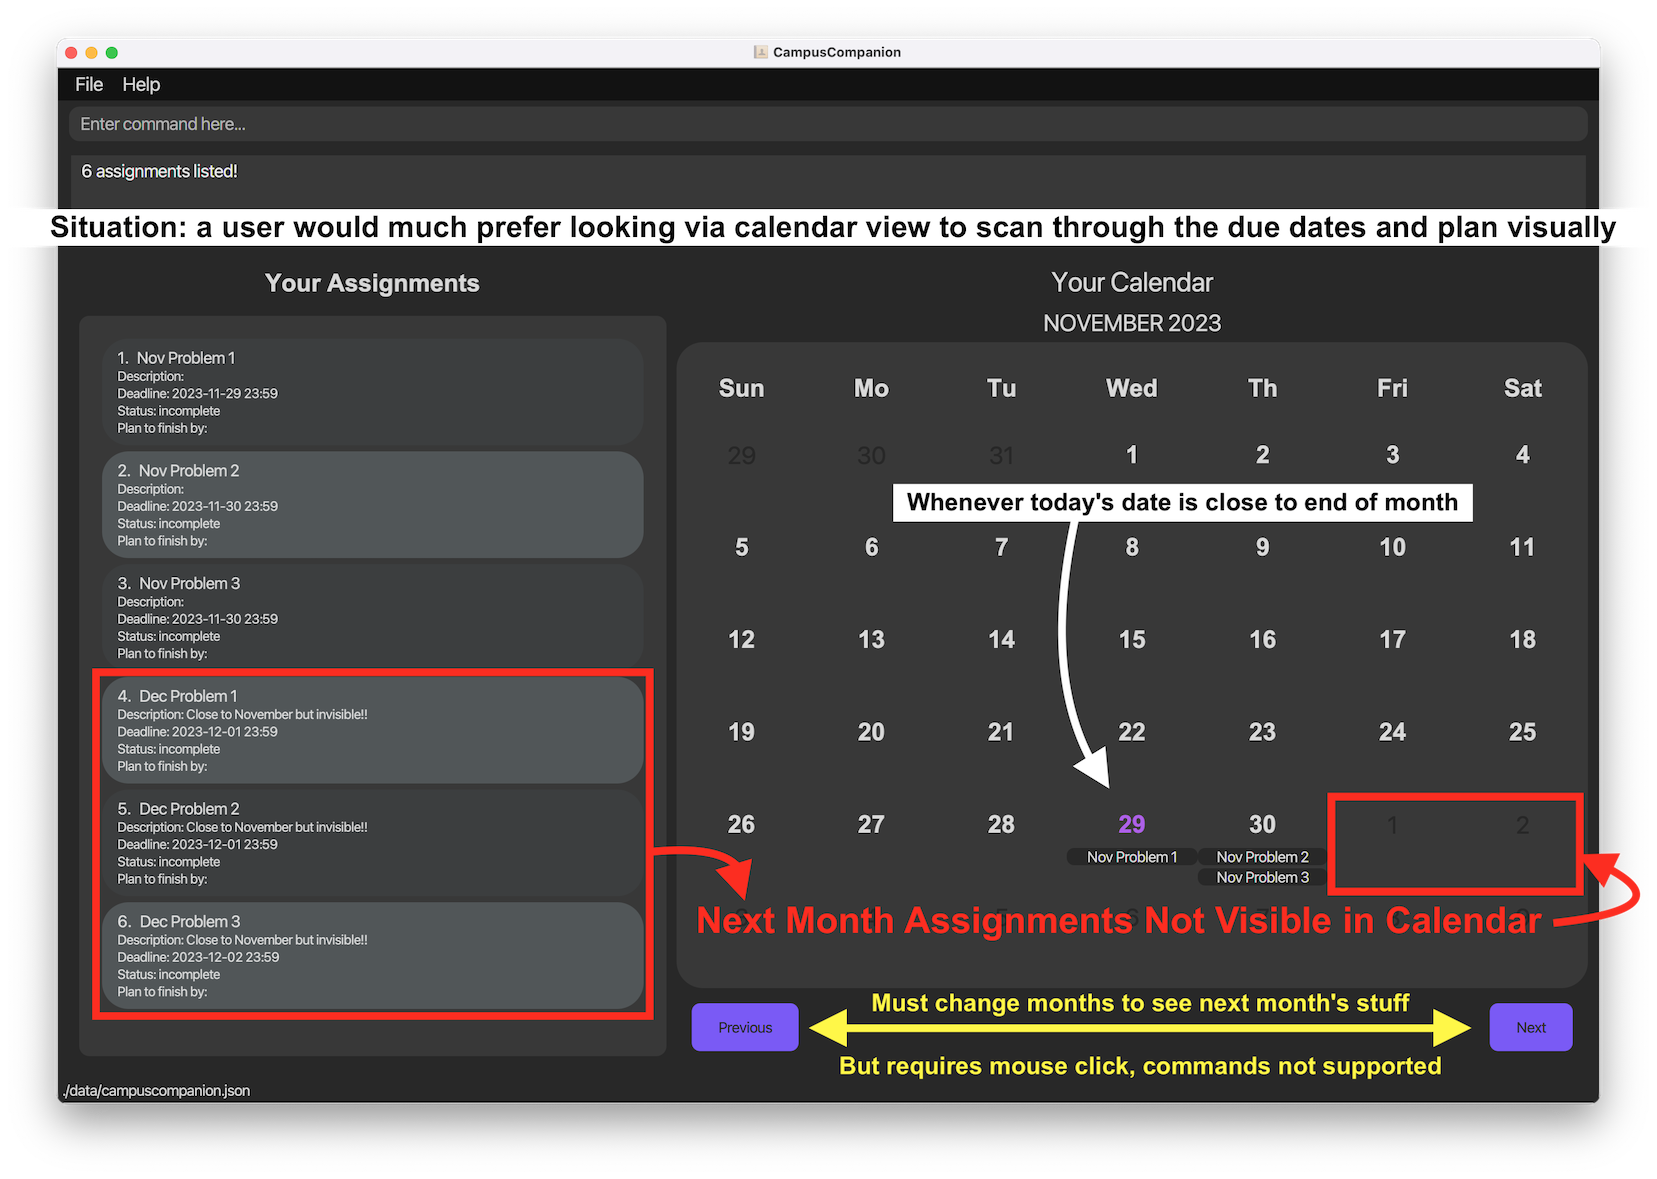 CampusCompanion
File Help
Enter command here...
6 assignments listed!
Situation: a user would much prefer looking via calendar view to scan through the due dates and plan visually
Your Assignments
1. Nov Problem 1
Description:
Deadline: 2023-11-29 23:59
Status: incomplete
Plan to finish by:
2. Nov Problem 2
Description:
Deadline: 2023-11-30 23:59
Status: incomplete
Plan to finish by:
3. Nov Problem 3
Description:
Deadline: 2023-11-30 23:59
Status: incomplete
Plan to finish by:
4. Dec Problem 1
Description: Close to November but invisible!!
Deadline: 2023-12-01 23:59
Status: incomplete
Plan to finish by:
5. Dec Problem 2
Description: Close to November but invisible!!
Deadline: 2023-12-01 23:59
Status: incomplete
Plan to finish by:
6. Dec Problem 3
Description: Close to November but invisible!!
Deadline: 2023-12-02 23:59
Status: incomplete
Plan to finish by:
Your Calendar
NOVEMBER 2023
Sun Mo Tu Wed Th Fri Sat
29 30 31 1 2 3 4
Whenever today's date is close to end of month
5 6 7 8 9 10 11
12 13 14 15 16 17 18
19 20 21 22 23 24 25
26 27 28 29 30 1 2
Nov Problem 1 Nov Problem 2
Nov Problem 3
Next Month Assignments Not Visible in Calendar
Must change months to see next month's stuff
Previous Next
But requires mouse click, commands not supported
./data/campuscompanion.json